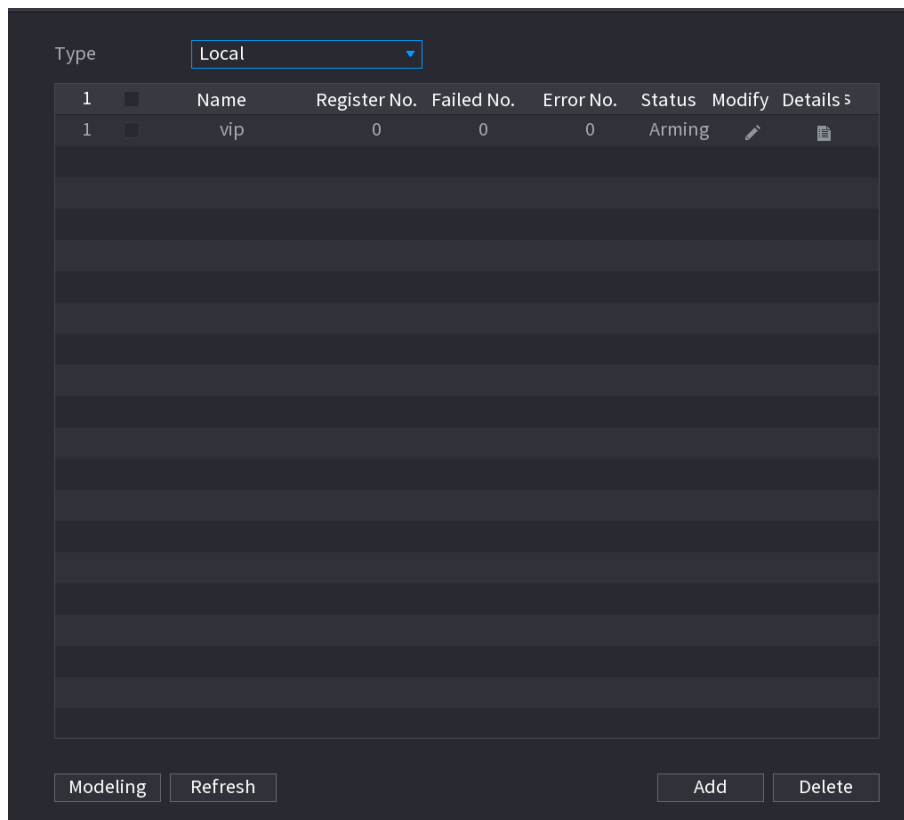 Type Local
1 Name Register No. Failed No. Error No. Status Modify Details s
1 vip 0 0 0 Arming
Modeling Refresh Add Delete